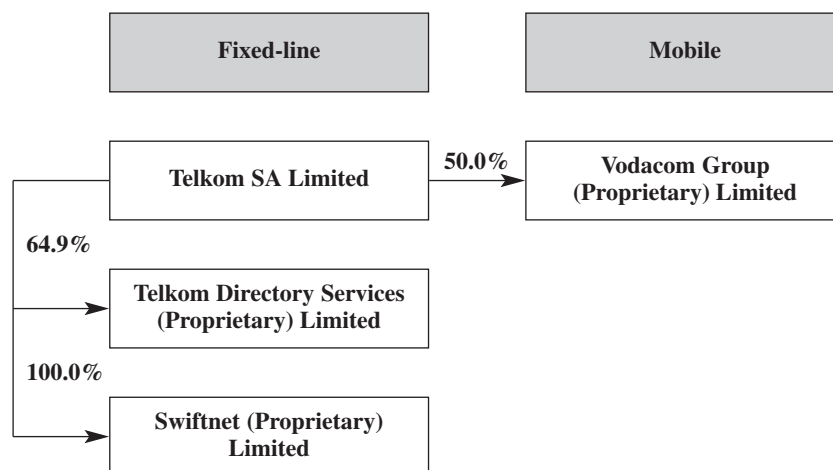 Fixed-line
Mobile
Telkom SA Limited
50.0%
Vodacom Group
(Proprietary) Limited
64.9%
Telkom Directory Services
(Proprietary) Limited
100.0%
Swiftnet (Proprietary)
Limited